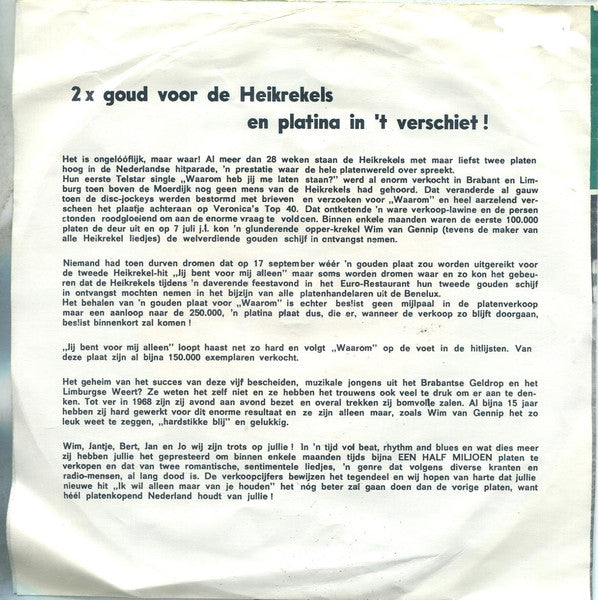 2 x goud voor de Heikrekels
en platina in 't verschiet !
Het is ongelóóflijk, maar waar! Al meer dan 28 weken staan de Heikrekels met maar liefst twee platen
hoog in de Nederlandse hitparade, 'n prestatie waar de hele platenwereld over spreekt.
Hun eerste Telstar single „Waarom heb jij me laten staan?” werd al enorm verkocht in Brabant en Lim-
burg toen boven de Moerdijk nog geen mens van de Heikrekels had gehoord. Dat veranderde al gauw
toen de disc-jockeys werden bestormd met brieven en verzoeken voor „Waarom” en heel aarzelend ver-
scheen het plaatje achteraan op Veronica's Top 40. Dat ontketende 'n ware verkoop-lawine en de persen
stonden roodgloeiend om aan de enorme vraag te voldoen. Binnen enkele maanden waren de eerste 100.000
platen de deur uit en op 7 juli j.l. kon 'n glunderende opper-krekel Wim van Gennip (tevens de maker van
alle Heikrekel liedjes) de welverdiende gouden schijf in ontvangst nemen.
Niemand had toen durven dromen dat op 17 september wéér 'n gouden plaat zou worden uitgereikt voor
de tweede Heikrekel-hit „Jij bent voor mij alleen” maar soms worden dromen waar en zo kon het gebeu-
ren dat de Heikrekels tijdens 'n daverende feestavond in het Euro-Restaurant hun tweede gouden schijf
in ontvangst mochten nemen in het bijzijn van alle platenhandelaren uit de Benelux.
Het behalen van 'n gouden plaat voor „Waarom” is echter beslist geen mijlpaal in de platenverkoop
maar een aanloop naar de 250.000, 'n platina plaat dus, die er, wanneer de verkoop zo blijft doorgaan,
beslist binnenkort zal komen !
„Jij bent voor mij alleen” loopt haast net zo hard en volgt „Waarom” op de voet in de hitlijsten. Van
deze plaat zijn al bijna 150.000 exemplaren verkocht.
Het geheim van het succes van deze vijf bescheiden, muzikale jongens uit het Brabantse Geldrop en het
Limburgse Weert? Ze weten het zelf niet en ze hebben het trouwens ook veel te druk om er aan te den-
ken. Tot ver in 1968 zijn zij avond aan avond bezet en overal trekken zij bomvolle zalen. Al bijna 15 jaar
hebben zij hard gewerkt voor dit enorme resultaat en ze zijn alleen maar, zoals Wim van Gennip het zo
leuk weet te zeggen, „hardstikke blij” en gelukkig.
Wim, Jantje, Bert, Jan en Jo wij zijn trots op jullie ! In 'n tijd vol beat, rhythm and blues en wat dies meer
zij hebben jullie het gepresteerd om binnen enkele maanden tijds bijna EEN HALF MILJOEN platen te
verkopen en dat van twee romantische, sentimentele liedjes, 'n genre dat volgens diverse kranten en
radio-mensen, al lang dood is. De verkoopcijfers bewijzen het tegendeel en wij hopen van harte dat jullie
nieuwe hit „Ik wil alleen maar van je houden” het nóg beter zal gaan doen dan de vorige platen, want
héél platenkopend Nederland houdt van jullie !